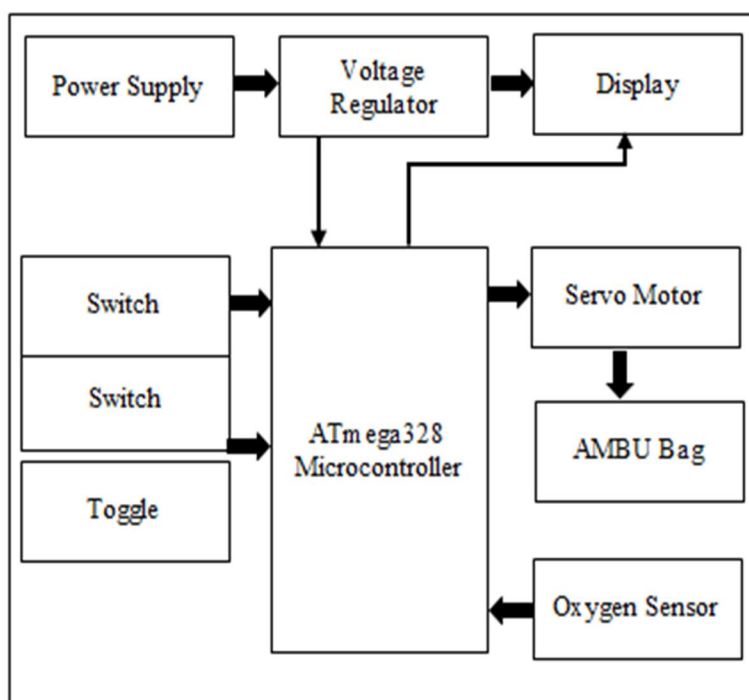 Power Supply
Voltage
Regulator
Display
Switch
Servo Motor
Switch
ATmega328
Microcontroller
AMBU Bag
Toggle
Oxygen Sensor